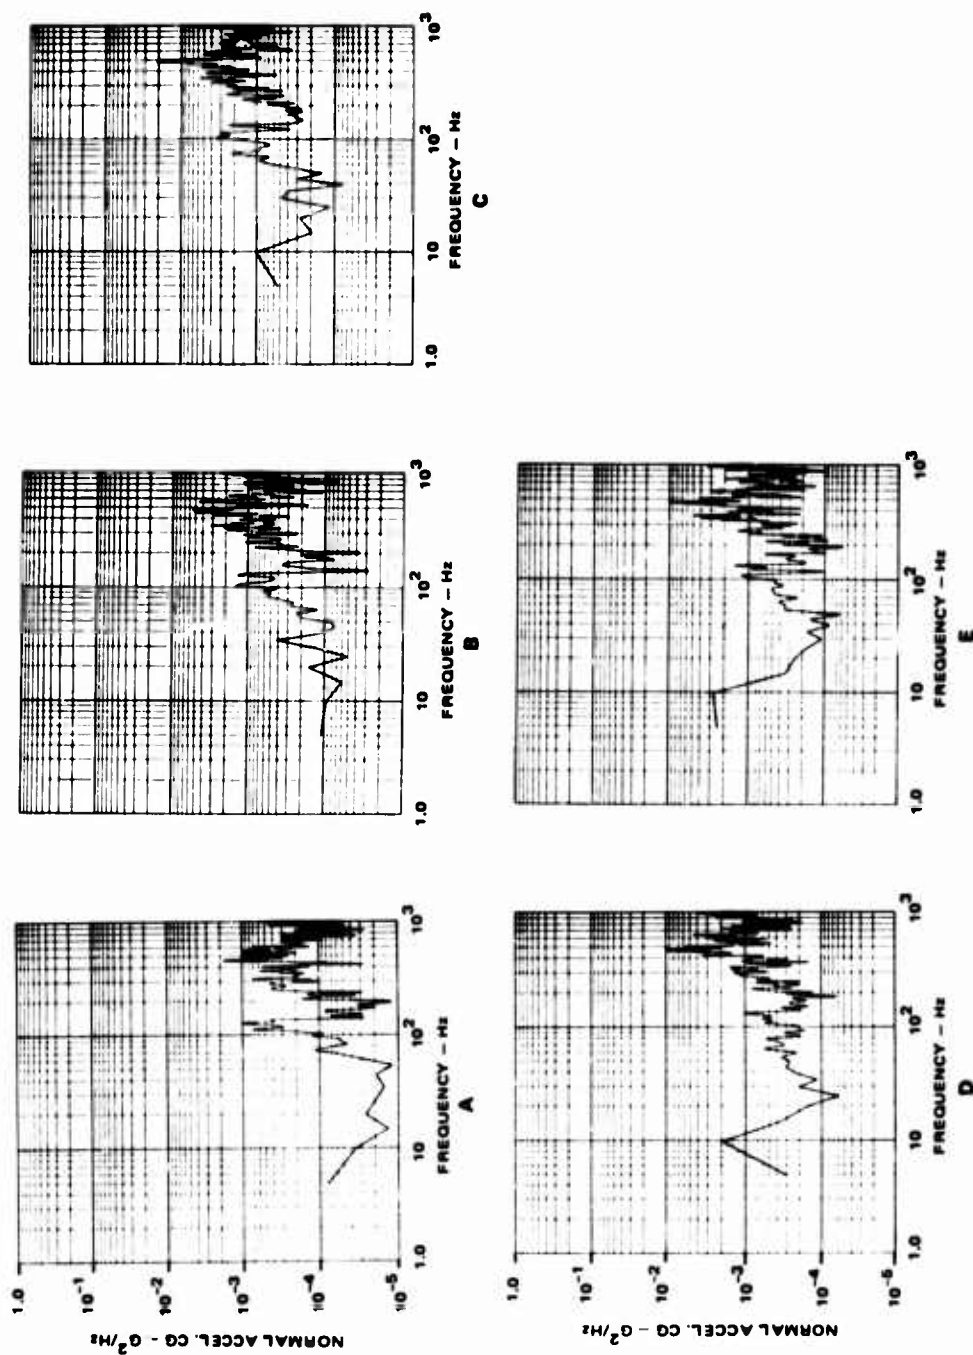 NORMAL ACCEL. CG - G²/Hz
1.0
10⁻¹
10⁻²
10⁻³
10⁻⁴
10⁻⁵
1.0 10 10² 10³
FREQUENCY – Hz
A
1.0 10 10² 10³
FREQUENCY – Hz
B
1.0 10 10² 10³
FREQUENCY – Hz
C
NORMAL ACCEL. CG - G²/Hz
1.0
10⁻¹
10⁻²
10⁻³
10⁻⁴
10⁻⁵
1.0 10 10² 10³
FREQUENCY – Hz
D
1.0 10 10² 10³
FREQUENCY – Hz
E